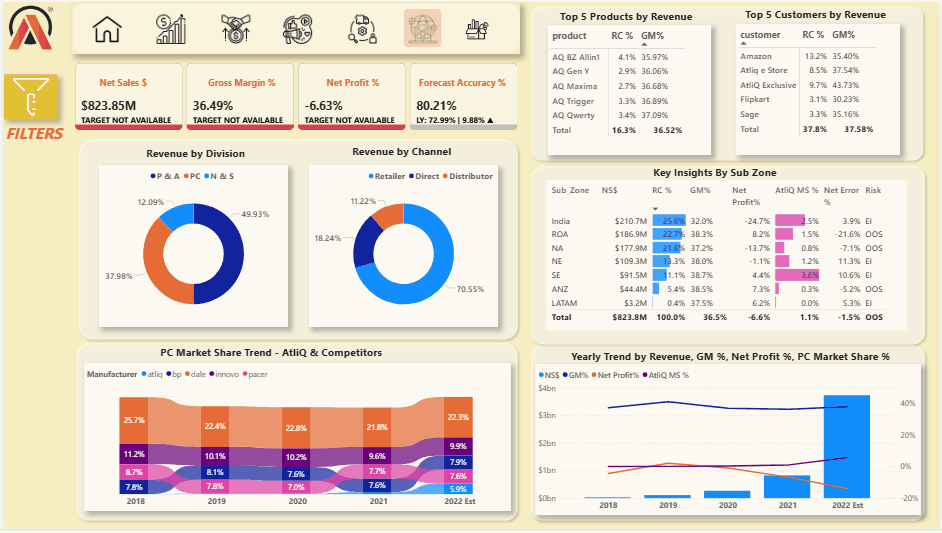 FILTERS
Net Sales $
$823.85M
TARGET NOT AVAILABLE
Gross Margin %
36.49%
TARGET NOT AVAILABLE
Net Profit %
-6.63%
TARGET NOT AVAILABLE
Forecast Accuracy %
80.21%
LY: 72.99% | 9.88% ▲
Top 5 Products by Revenue
product RC % GM%
AQ BZ Allin1 4.1% 35.97%
AQ Gen Y 2.9% 36.06%
AQ Maxima 2.7% 36.68%
AQ Trigger 3.3% 36.89%
AQ Qwerty 3.4% 37.09%
Total 16.3% 36.52%
Top 5 Customers by Revenue
customer RC % GM%
Amazon 13.2% 35.40%
Atliq e Store 8.5% 37.54%
AtliQ Exclusive 9.7% 43.73%
Flipkart 3.1% 30.23%
Sage 3.3% 35.16%
Total 37.8% 37.58%
Revenue by Division
P & A PC N & S
12.09%
49.93%
37.98%
Revenue by Channel
Retailer Direct Distributor
11.22%
18.24%
70.55%
Key Insights By Sub Zone
Sub_Zone NS$ RC % GM% Net Profit% AtliQ MS % Net Error % Risk
India $210.7M 25.6% 32.0% -24.7% 2.5% 3.9% EI
ROA $186.9M 22.7% 38.3% 8.2% 1.5% -21.6% OOS
NA $177.9M 21.6% 37.2% -13.7% 0.8% -7.1% OOS
NE $109.3M 13.3% 38.0% -1.1% 1.2% 11.3% EI
SE $91.5M 11.1% 38.7% 4.4% 3.6% 10.6% EI
ANZ $44.4M 5.4% 38.5% 7.3% 0.3% -5.2% OOS
LATAM $3.2M 0.4% 37.5% 6.2% 0.0% 5.3% EI
Total $823.8M 100.0% 36.5% -6.6% 1.1% -1.5% OOS
PC Market Share Trend - AtliQ & Competitors
Manufacturer atliq bp dale innovo pacer
25.7% 22.4% 22.8% 21.8% 22.3%
11.2% 10.1% 10.2% 9.6% 9.9%
8.7% 8.1% 7.6% 7.7% 7.9%
7.8% 7.8% 7.0% 7.6% 7.6%
5.9%
2018 2019 2020 2021 2022 Est
Yearly Trend by Revenue, GM %, Net Profit %, PC Market Share %
NS$ GM% Net Profit% AtliQ MS %
$4bn
$3bn
$2bn
$1bn
$0bn
40%
20%
0%
-20%
2018 2019 2020 2021 2022 Est